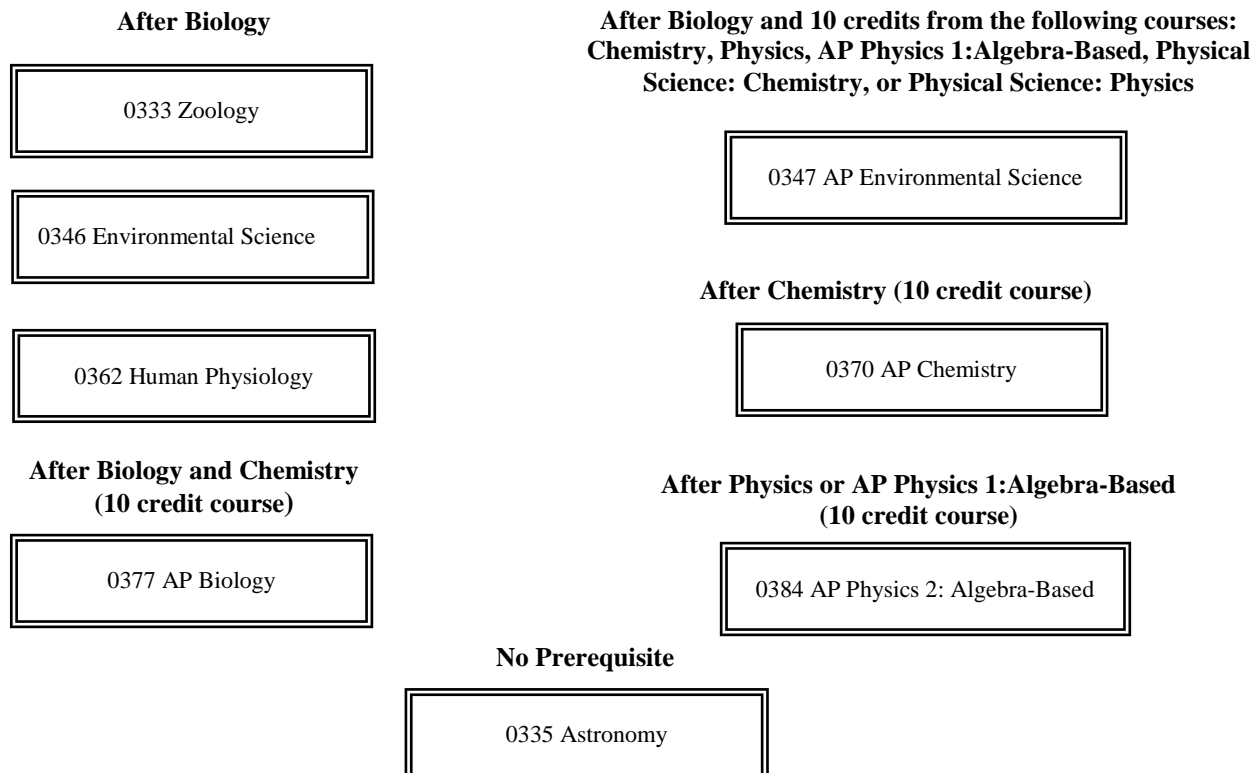 After Biology
0333 Zoology
0346 Environmental Science
0362 Human Physiology
After Biology and Chemistry
(10 credit course)
0377 AP Biology
After Biology and 10 credits from the following courses:
Chemistry, Physics, AP Physics 1:Algebra-Based, Physical
Science: Chemistry, or Physical Science: Physics
0347 AP Environmental Science
After Chemistry (10 credit course)
0370 AP Chemistry
After Physics or AP Physics 1:Algebra-Based
(10 credit course)
0384 AP Physics 2: Algebra-Based
No Prerequisite
0335 Astronomy